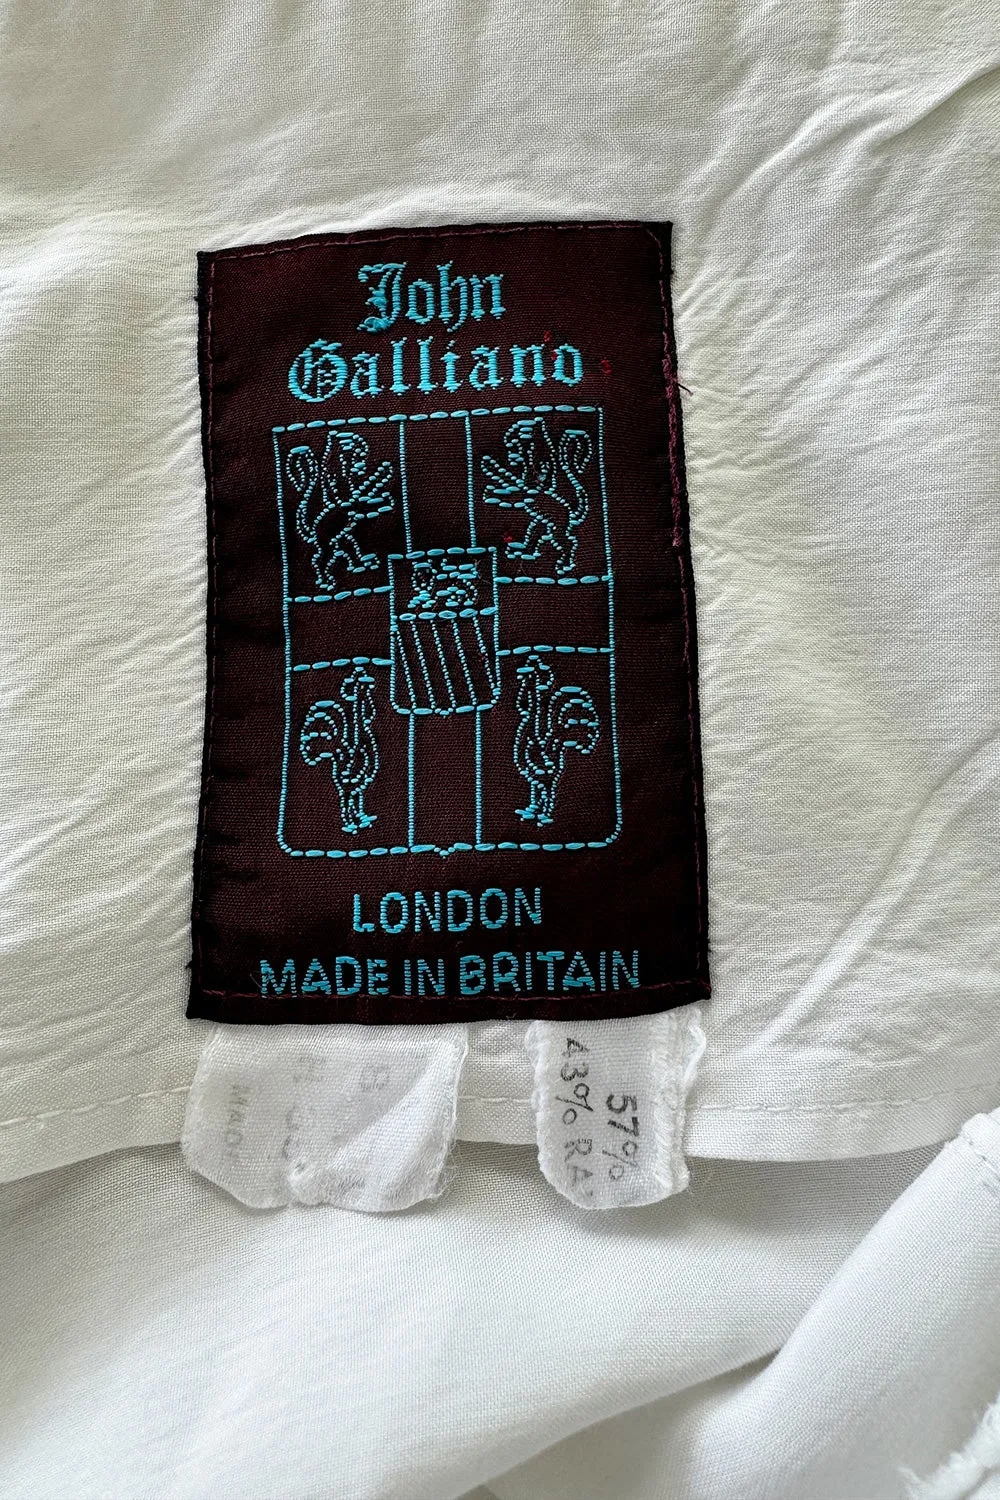 John
Galliano
LONDON
MADE IN BRITAIN
57%
43% RA